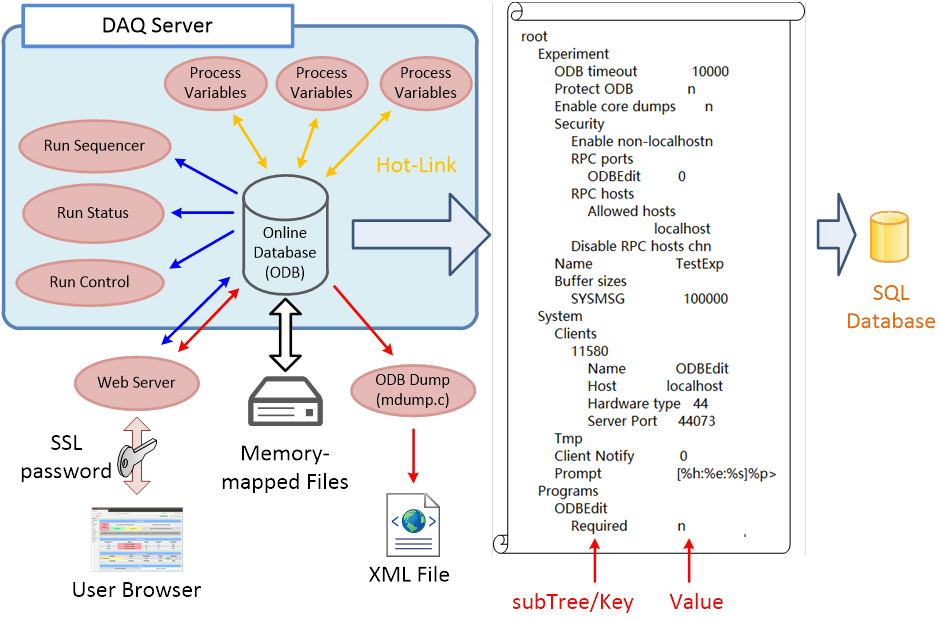 DAQ Server
Process
Variables
Process
Variables
Process
Variables
Run Sequencer
Run Status
Run Control
Hot-Link
Online
Database
(ODB)
Web Server
ODB Dump
(mdump.c)
SSL
password
Memory-
mapped Files
User Browser
XML File
root
Experiment
ODB timeout 10000
Protect ODB n
Enable core dumps n
Security
Enable non-localhostn
RPC ports
ODBEdit 0
RPC hosts
Allowed hosts
localhost
Disable RPC hosts chn
Name TestExp
Buffer sizes
SYSMSG 100000
System
Clients
11580
Name ODBEdit
Host localhost
Hardware type 44
Server Port 44073
Tmp
Client Notify 0
Prompt [%h:%e:%s]%p>
Programs
ODBEdit
Required n
subTree/Key
Value
SQL
Database